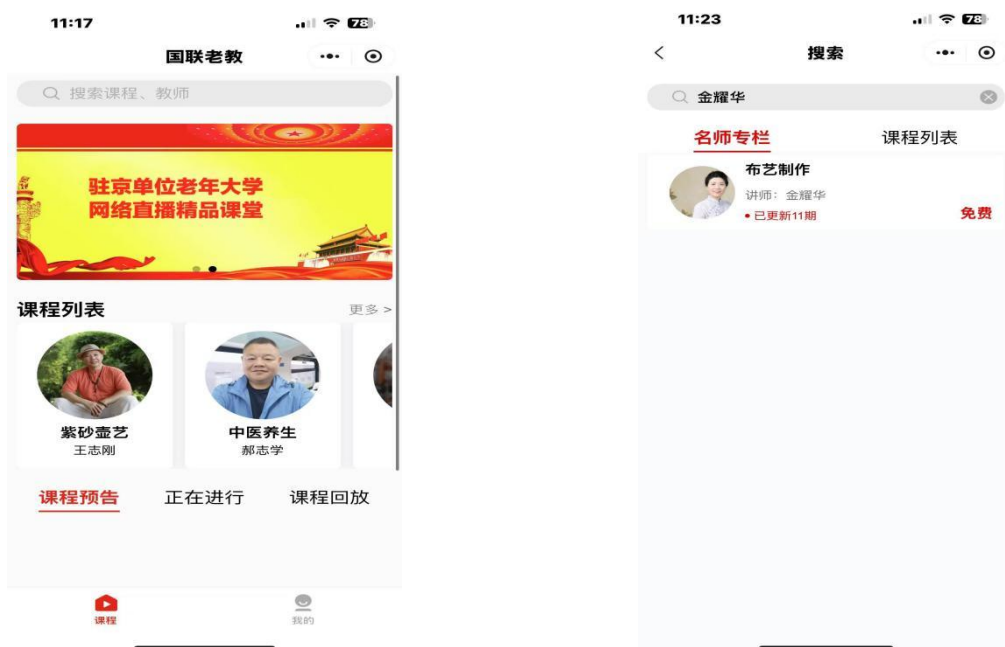 11:17
78
国联老教
搜索课程、教师
驻京单位老年大学
网络直播精品课堂
课程列表
更多 >
紫砂壶艺
王志刚
中医养生
郝志学
课程预告
正在进行
课程回放
课程
我的
11:23
78
搜索
金耀华
名师专栏
课程列表
布艺制作
讲师：金耀华
已更新11期
免费